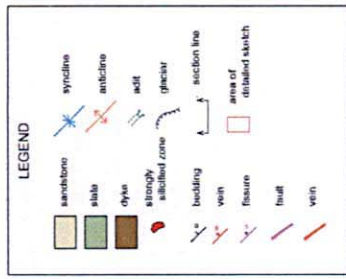 LEGEND
sandstone
slate
dyke
strongly
silicified zone
bedding
vein
fissure
fault
vein
syncline
anticline
adit
glaciar
section line
area of
detailed sketch